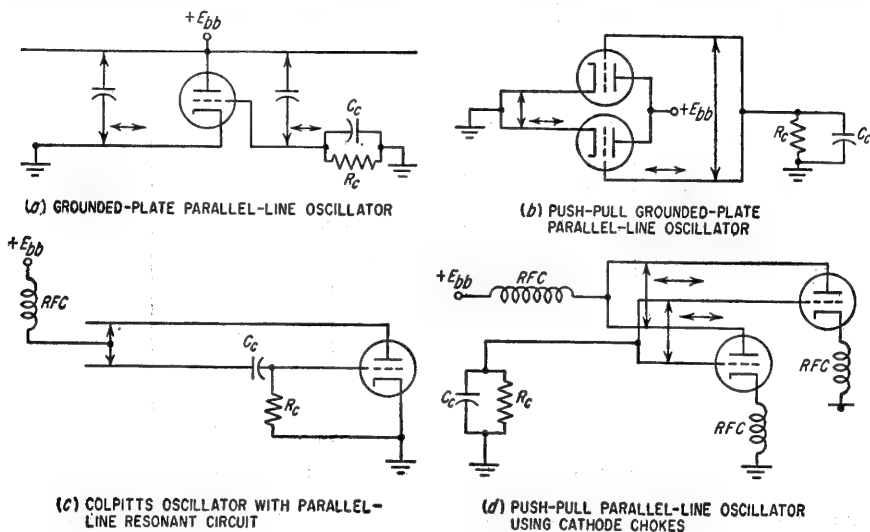 +Ebb
Cc
Rc
(a) GROUNDED-PLATE PARALLEL-LINE OSCILLATOR
+Ebb
Rc
Cc
(b) PUSH-PULL GROUNDED-PLATE
PARALLEL-LINE OSCILLATOR
+Ebb
RFC
Cc
Rc
(c) COLPITTS OSCILLATOR WITH PARALLEL-
LINE RESONANT CIRCUIT
+Ebb
RFC
Cc
Rc
RFC
RFC
(d) PUSH-PULL PARALLEL-LINE OSCILLATOR
USING CATHODE CHOKES